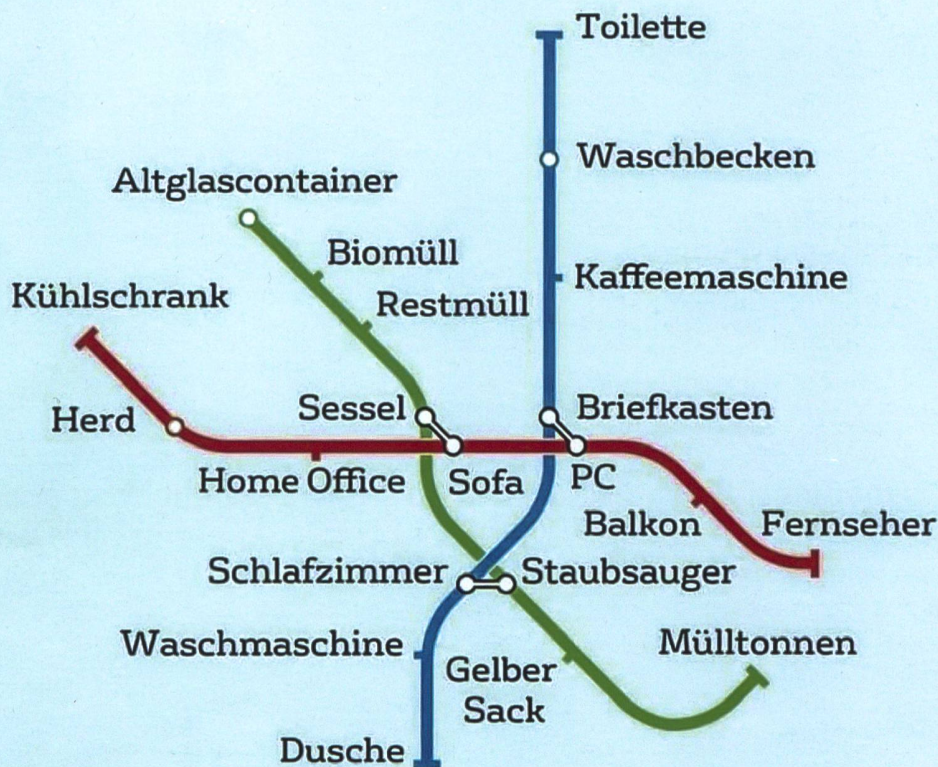 Toilette
Waschbecken
Altglascontainer
Biomüll
Kaffeemaschine
Kühlschrank
Restmüll
Sessel
Briefkasten
Herd
Home Office
Sofa
PC
Balkon
Fernseher
Schlafzimmer
Staubsauger
Waschmaschine
Mülltonnen
Gelber
Sack
Dusche